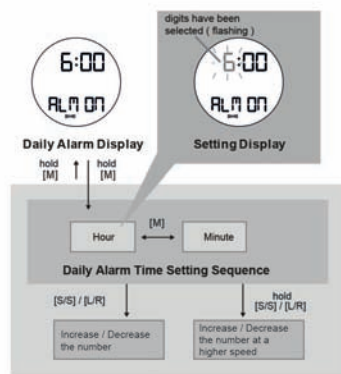 digits have been
selected ( flashing )
6:00
ALM ON
6:00
ALM ON
Daily Alarm Display
Setting Display
hold
[M]
hold
[M]
Hour
[M]
Minute
Daily Alarm Time Setting Sequence
[S/S] / [L/R]
hold
[S/S] / [L/R]
Increase / Decrease
the number
Increase / Decrease
the number at a
higher speed